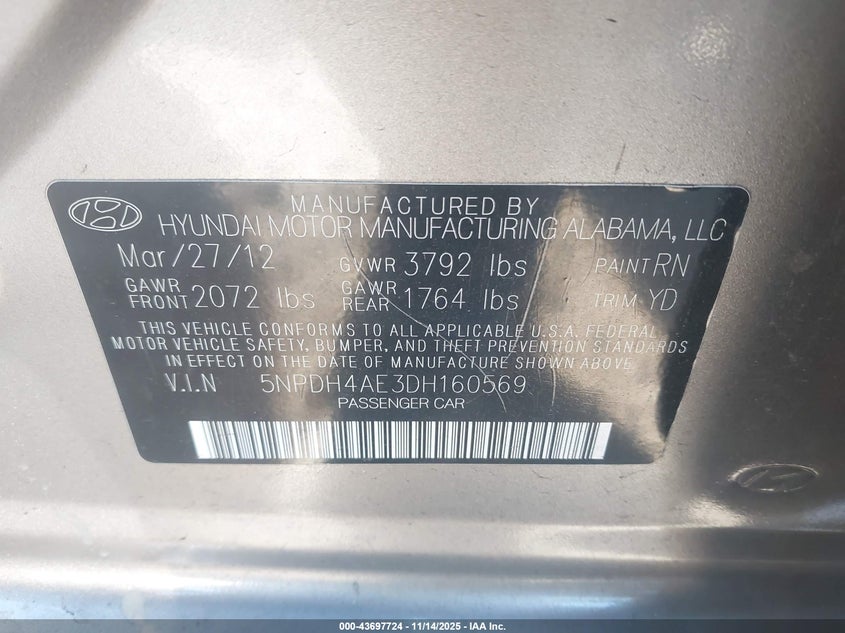 MANUFACTURED BY
HYUNDAI MOTOR MANUFACTURING ALABAMA, LLC
Mar/27/12 GVWR 3792 lbs PAINT RN
GAWR FRONT 2072 lbs GAWR REAR 1764 lbs TRIM YD
THIS VEHICLE CONFORMS TO ALL APPLICABLE U.S.A. FEDERAL
MOTOR VEHICLE SAFETY, BUMPER, AND THEFT PREVENTION STANDARDS
IN EFFECT ON THE DATE OF MANUFACTURE SHOWN ABOVE.
V.I.N 5NPDH4AE3DH160569
PASSENGER CAR
000-43697724 - 11/14/2025 - IAA Inc.